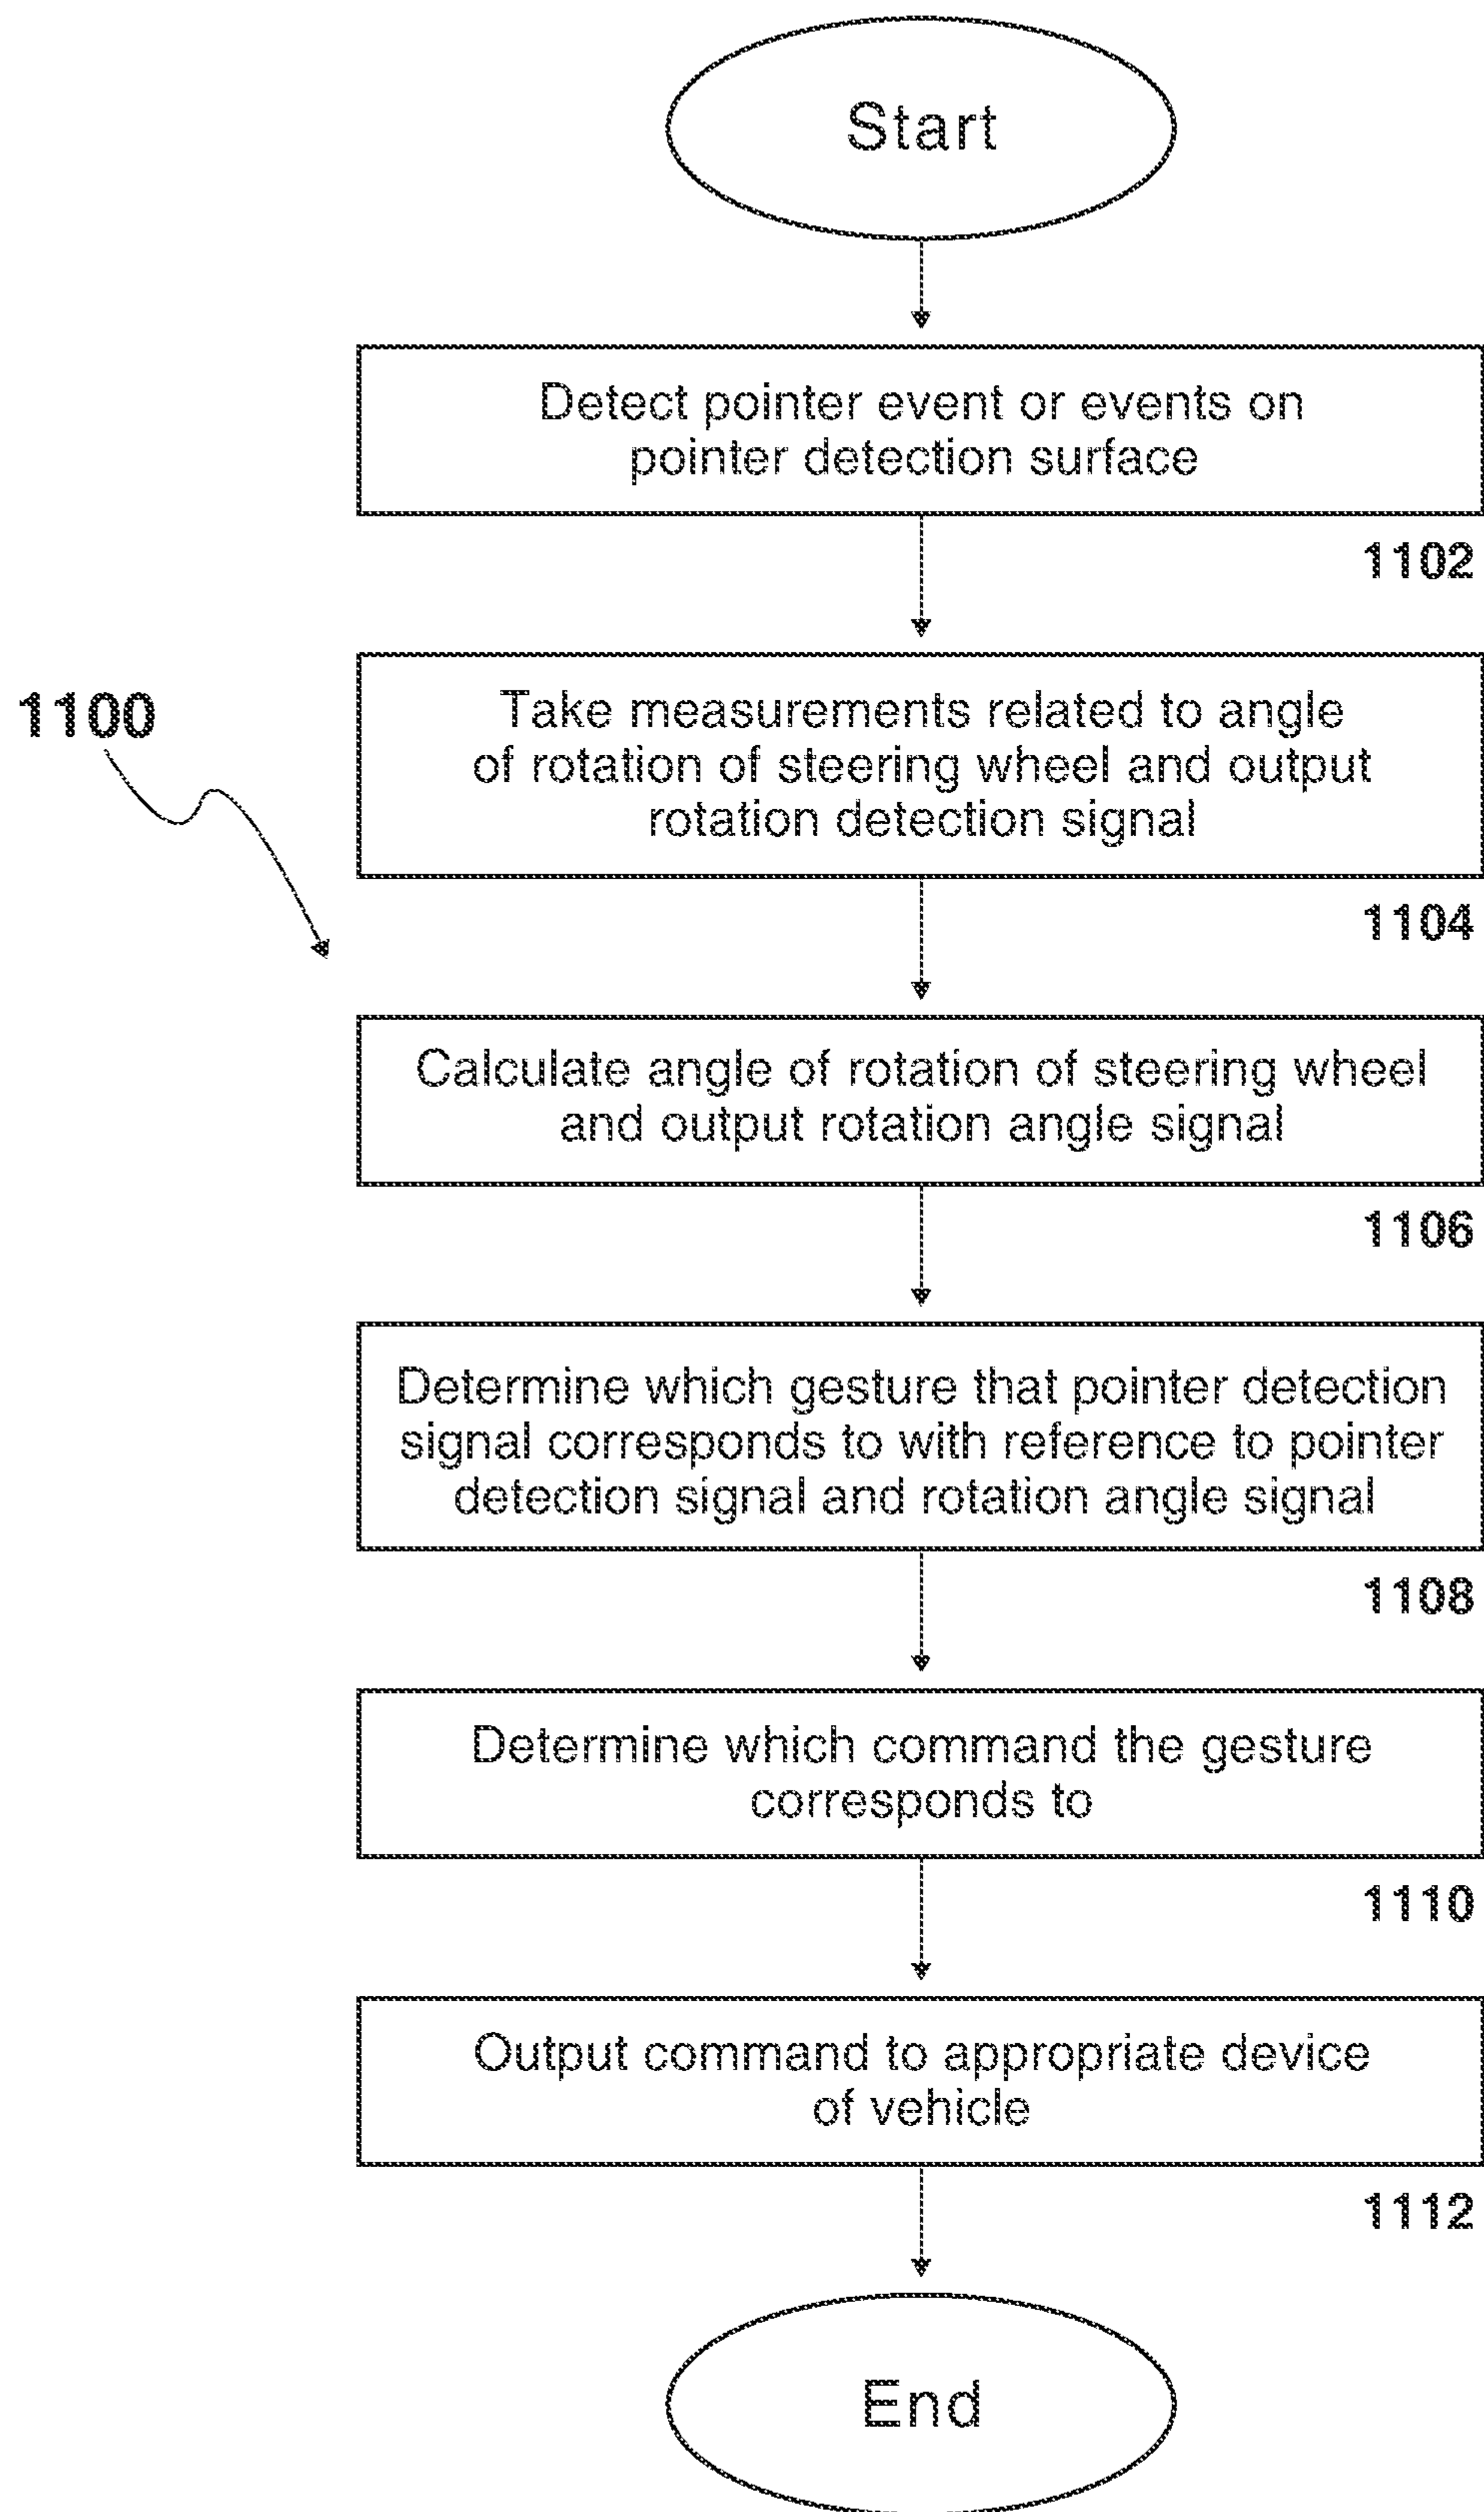 Start
Detect pointer event or events on
pointer detection surface
1102
1100
Take measurements related to angle
of rotation of steering wheel and output
rotation detection signal
1104
Calculate angle of rotation of steering wheel
and output rotation angle signal
1106
Determine which gesture that pointer detection
signal corresponds to with reference to pointer
detection signal and rotation angle signal
1108
Determine which command the gesture
corresponds to
1110
Output command to appropriate device
of vehicle
1112
End